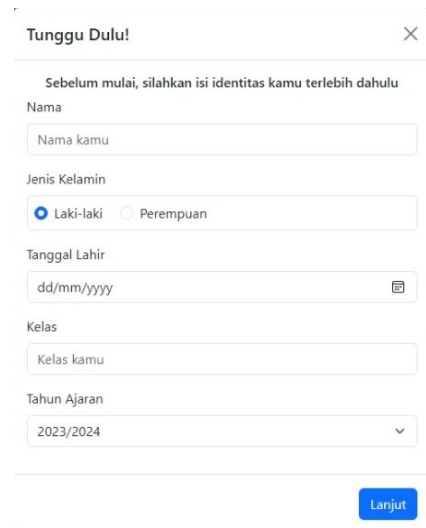 Tunggu Dulu!
Sebelum mulai, silahkan isi identitas kamu terlebih dahulu
Nama
Nama kamu
Jenis Kelamin
Laki-laki Perempuan
Tanggal Lahir
dd/mm/yyyy
Kelas
Kelas kamu
Tahun Ajaran
2023/2024
Lanjut